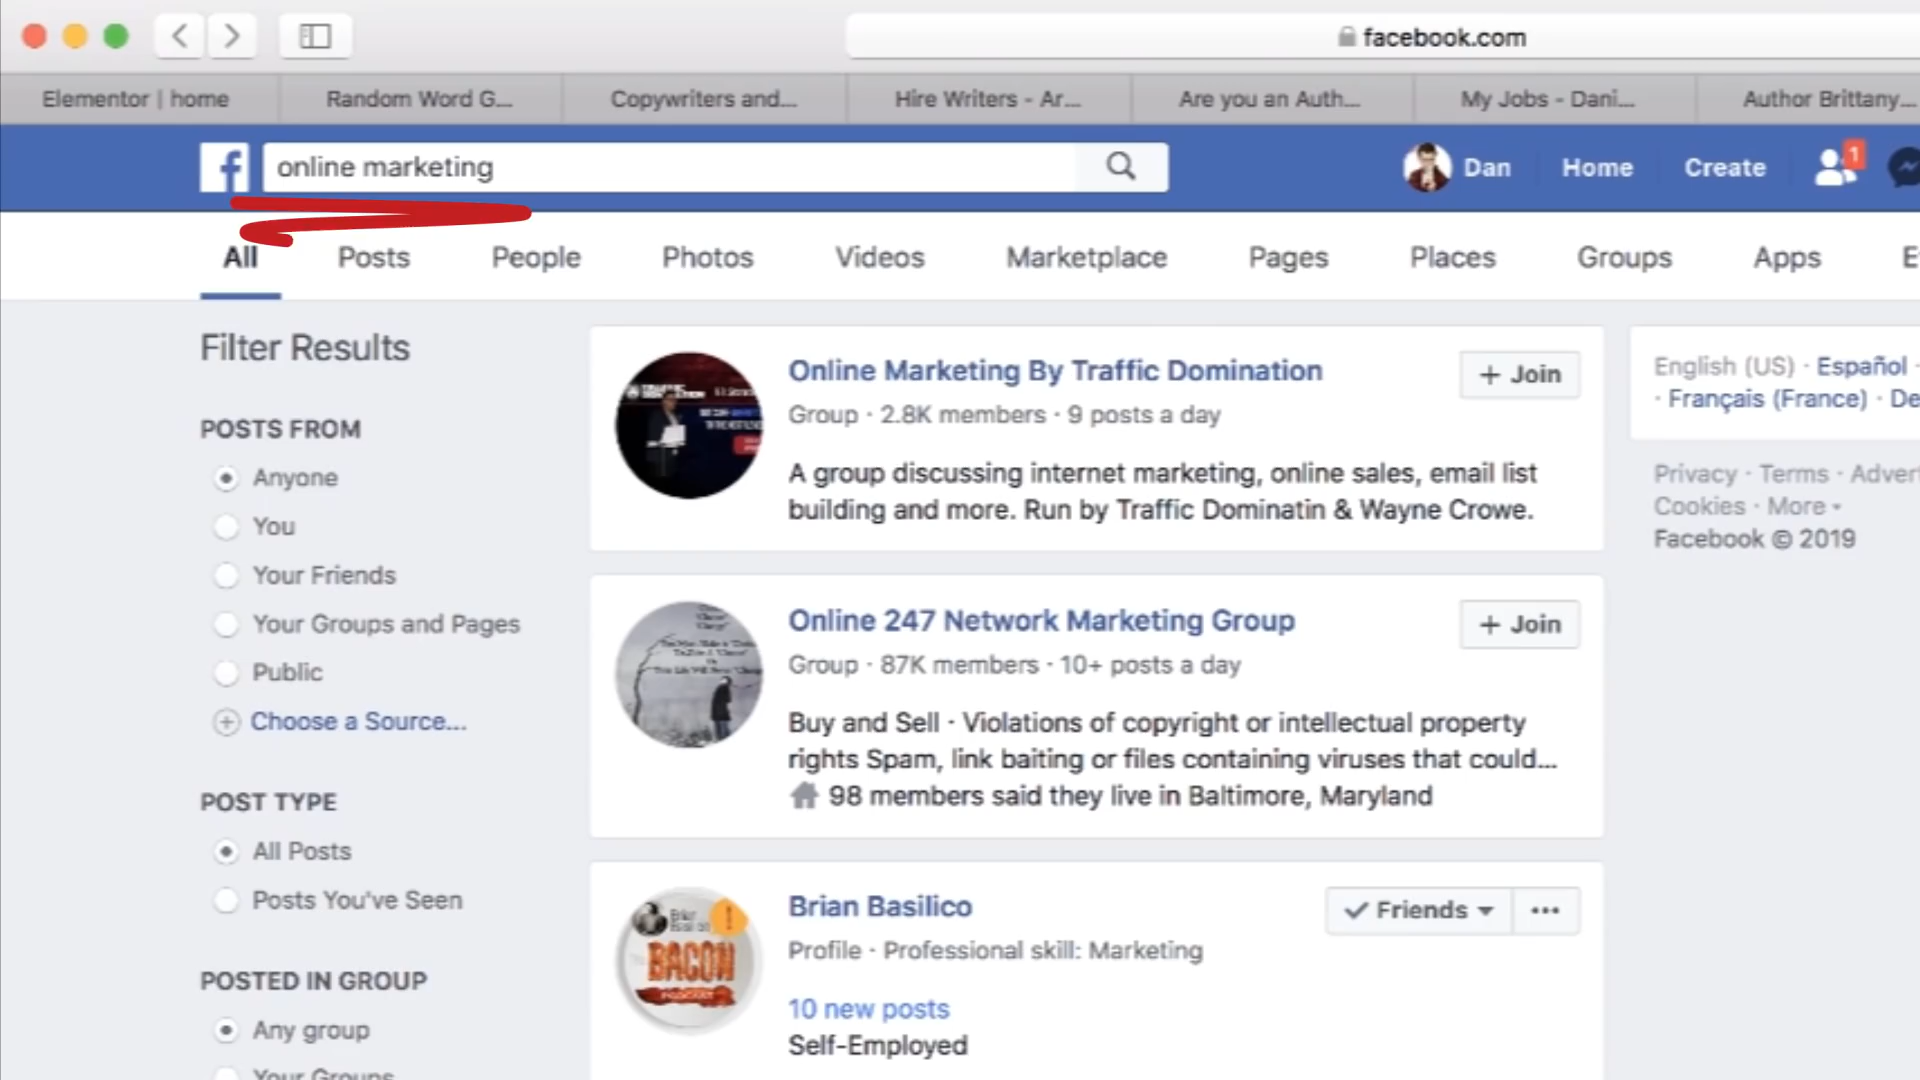 facebook.com
Elementor | home
Random Word G...
Copywriters and...
Hire Writers - Ar...
Are you an Auth...
My Jobs - Dani...
Author Brittany...
online marketing
Dan
Home
Create
1
All
Posts
People
Photos
Videos
Marketplace
Pages
Places
Groups
Apps
Filter Results
POSTS FROM
Anyone
You
Your Friends
Your Groups and Pages
Public
Choose a Source...
POST TYPE
All Posts
Posts You've Seen
POSTED IN GROUP
Any group
Your Groups
Online Marketing By Traffic Domination
+ Join
Group · 2.8K members · 9 posts a day
A group discussing internet marketing, online sales, email list
building and more. Run by Traffic Dominatin & Wayne Crowe.
Online 247 Network Marketing Group
+ Join
Group · 87K members · 10+ posts a day
Buy and Sell · Violations of copyright or intellectual property
rights Spam, link baiting or files containing viruses that could...
98 members said they live in Baltimore, Maryland
BACON
Brian Basilico
Friends
Profile · Professional skill: Marketing
10 new posts
Self-Employed
English (US) · Español ·
· Français (France) · De
Privacy · Terms · Advert
Cookies · More
Facebook © 2019